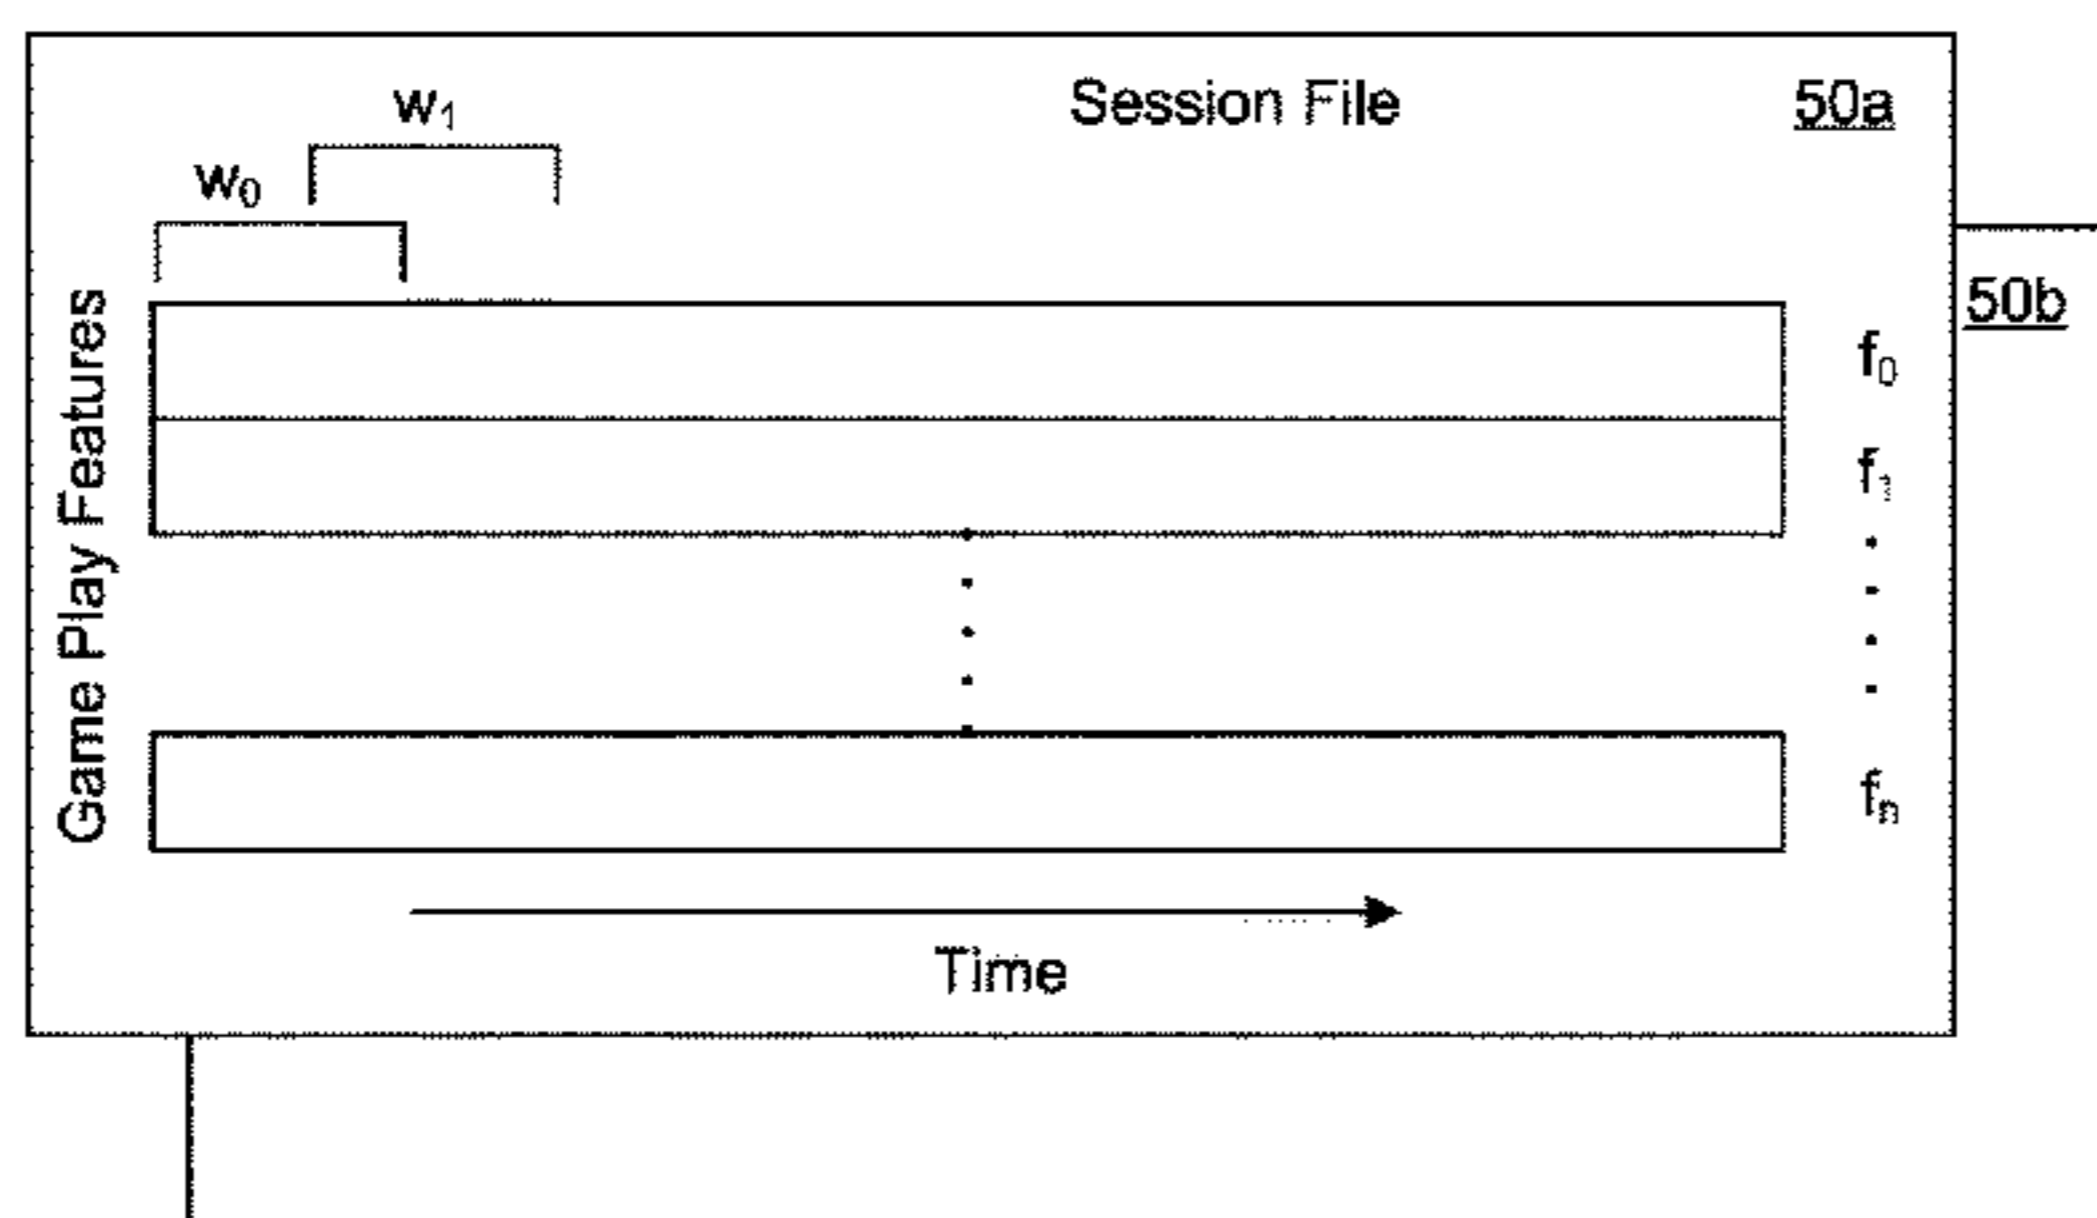 Session File 50a
w₁
w₀
50b
Game Play Features
f₀
f₁
fₙ
Time